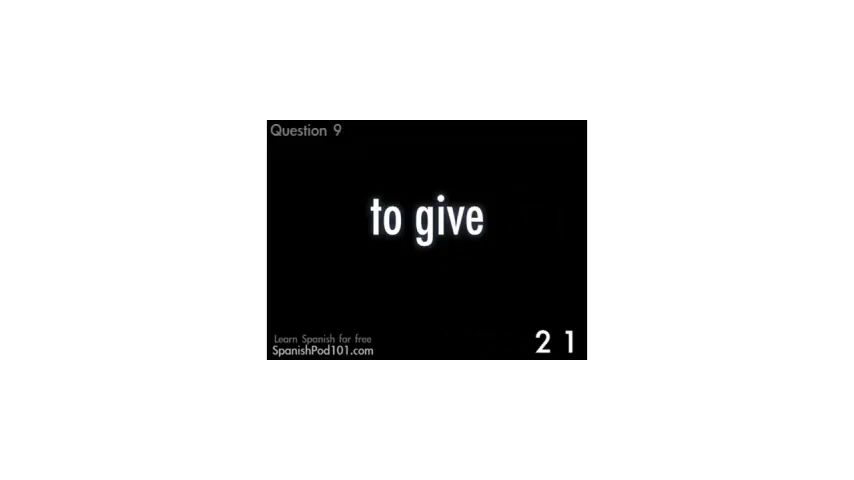 Question 9
to give
Learn Spanish for free
SpanishPod101.com
2 1